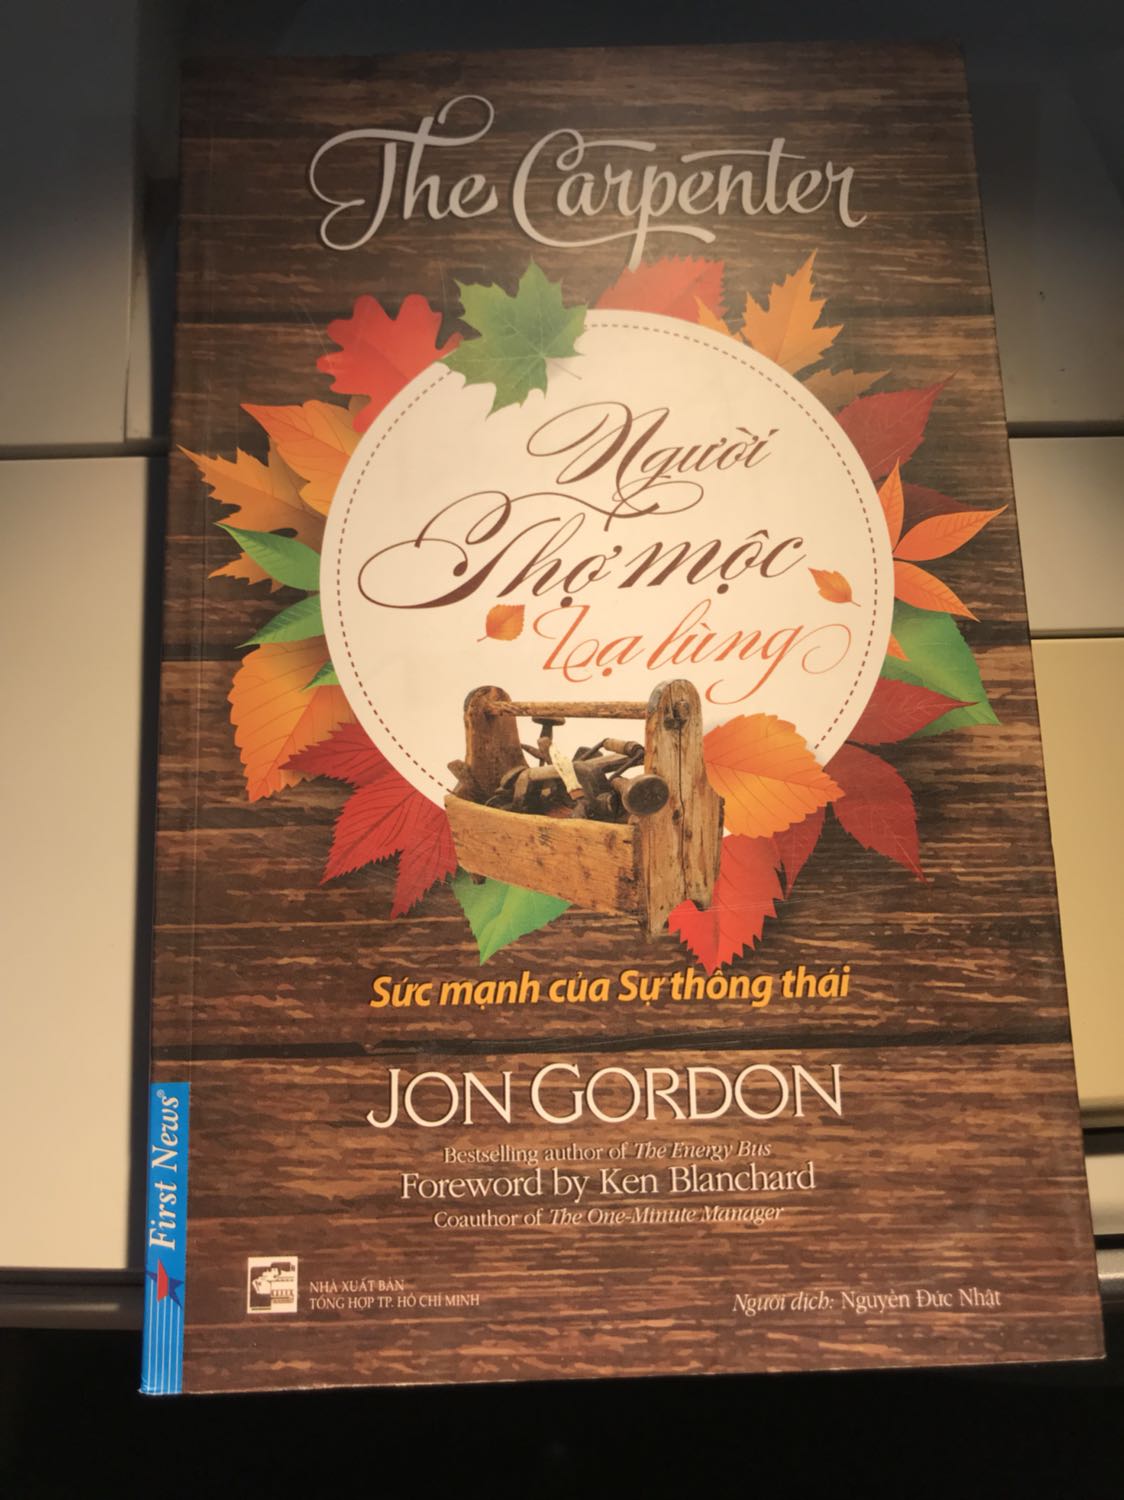 The Carpenter
Người
Thợ mộc
Lạ lùng
Sức mạnh của Sự thông thái
JON GORDON
Bestselling author of The Energy Bus
Foreword by Ken Blanchard
Coauthor of The One-Minute Manager
First News®
NHÀ XUẤT BẢN
TỔNG HỢP TP. HỒ CHÍ MINH
Người dịch: Nguyễn Đức Nhật